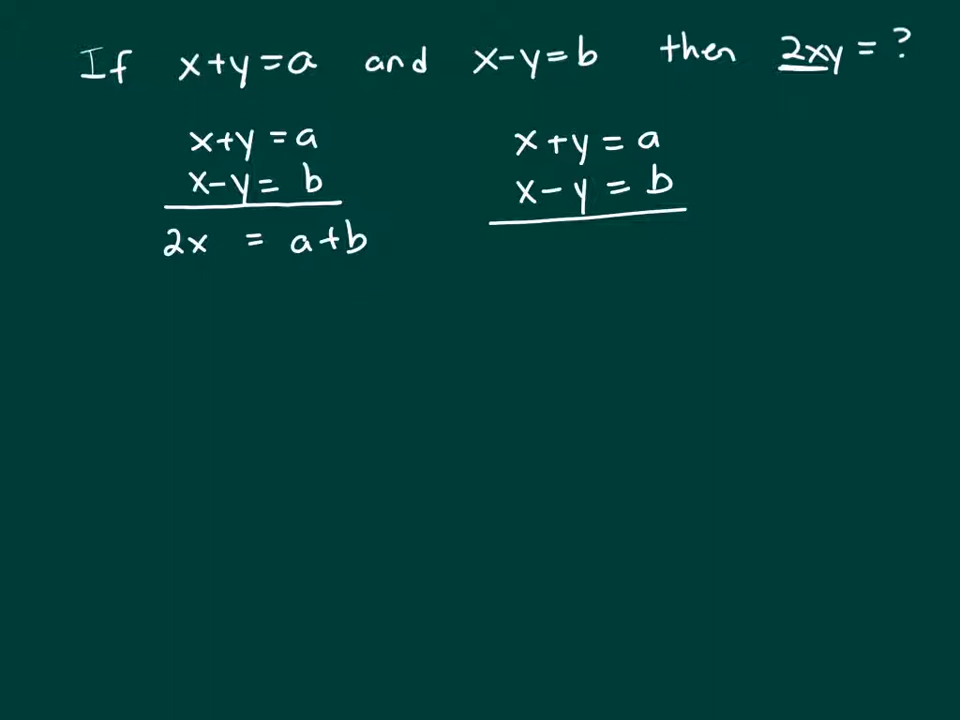 If x+y=a and x-y=b then 2xy = ?
x+y = a
x-y = b
2x = a+b
x+y = a
x-y = b